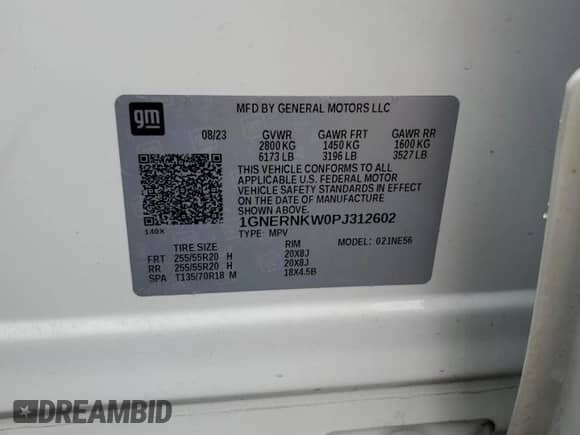 gm
MFD BY GENERAL MOTORS LLC
08/23 GVWR GAWR FRT GAWR RR
2800 KG 1450 KG 1600 KG
6173 LB 3196 LB 3527 LB
THIS VEHICLE CONFORMS TO ALL
APPLICABLE U.S. FEDERAL MOTOR
VEHICLE SAFETY STANDARDS IN EFFECT
ON THE DATE OF MANUFACTURE
SHOWN ABOVE.
1GNERNKW0PJ312602
140X
TYPE: MPV MODEL: 021NE56
TIRE SIZE RIM
FRT 255/55R20 H 20X8J
RR 255/55R20 H 20X8J
SPA T135/70R18 M 18X4.5B
DREAMBID